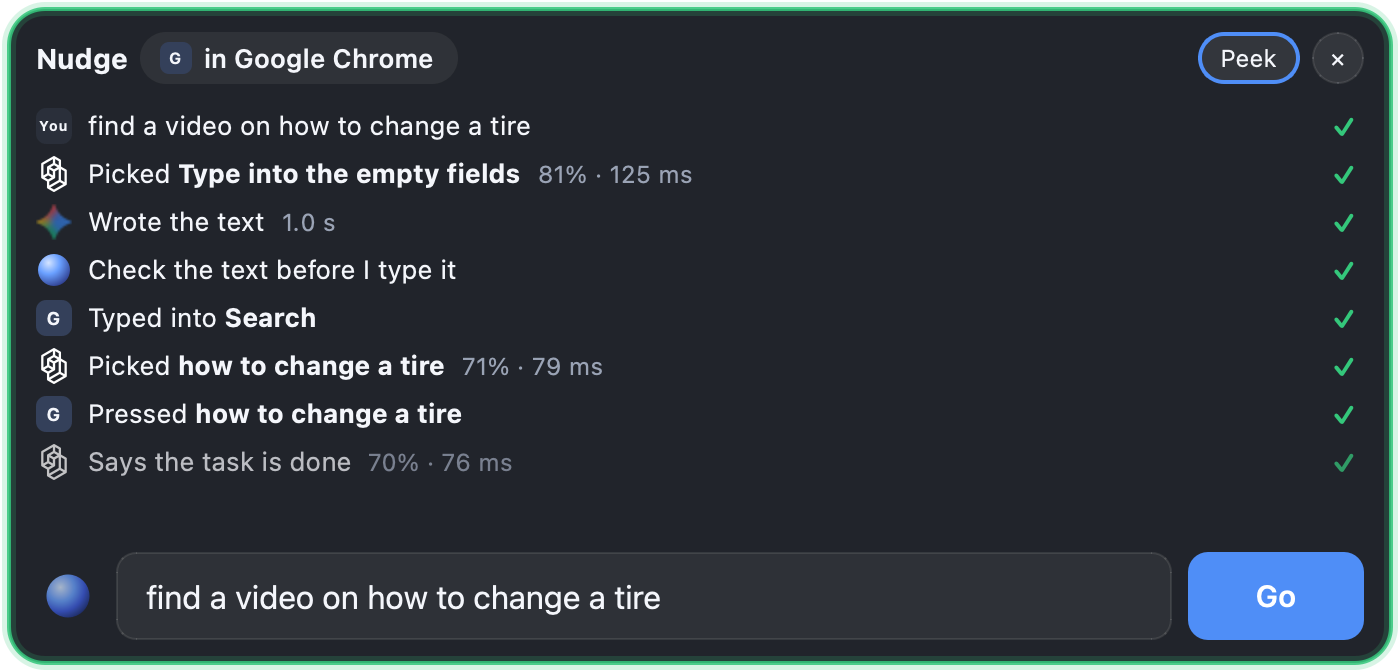 Nudge G in Google Chrome Peek ×
You find a video on how to change a tire
Picked Type into the empty fields 81% · 125 ms
Wrote the text 1.0 s
Check the text before I type it
G Typed into Search
Picked how to change a tire 71% · 79 ms
G Pressed how to change a tire
Says the task is done 70% · 76 ms
find a video on how to change a tire Go